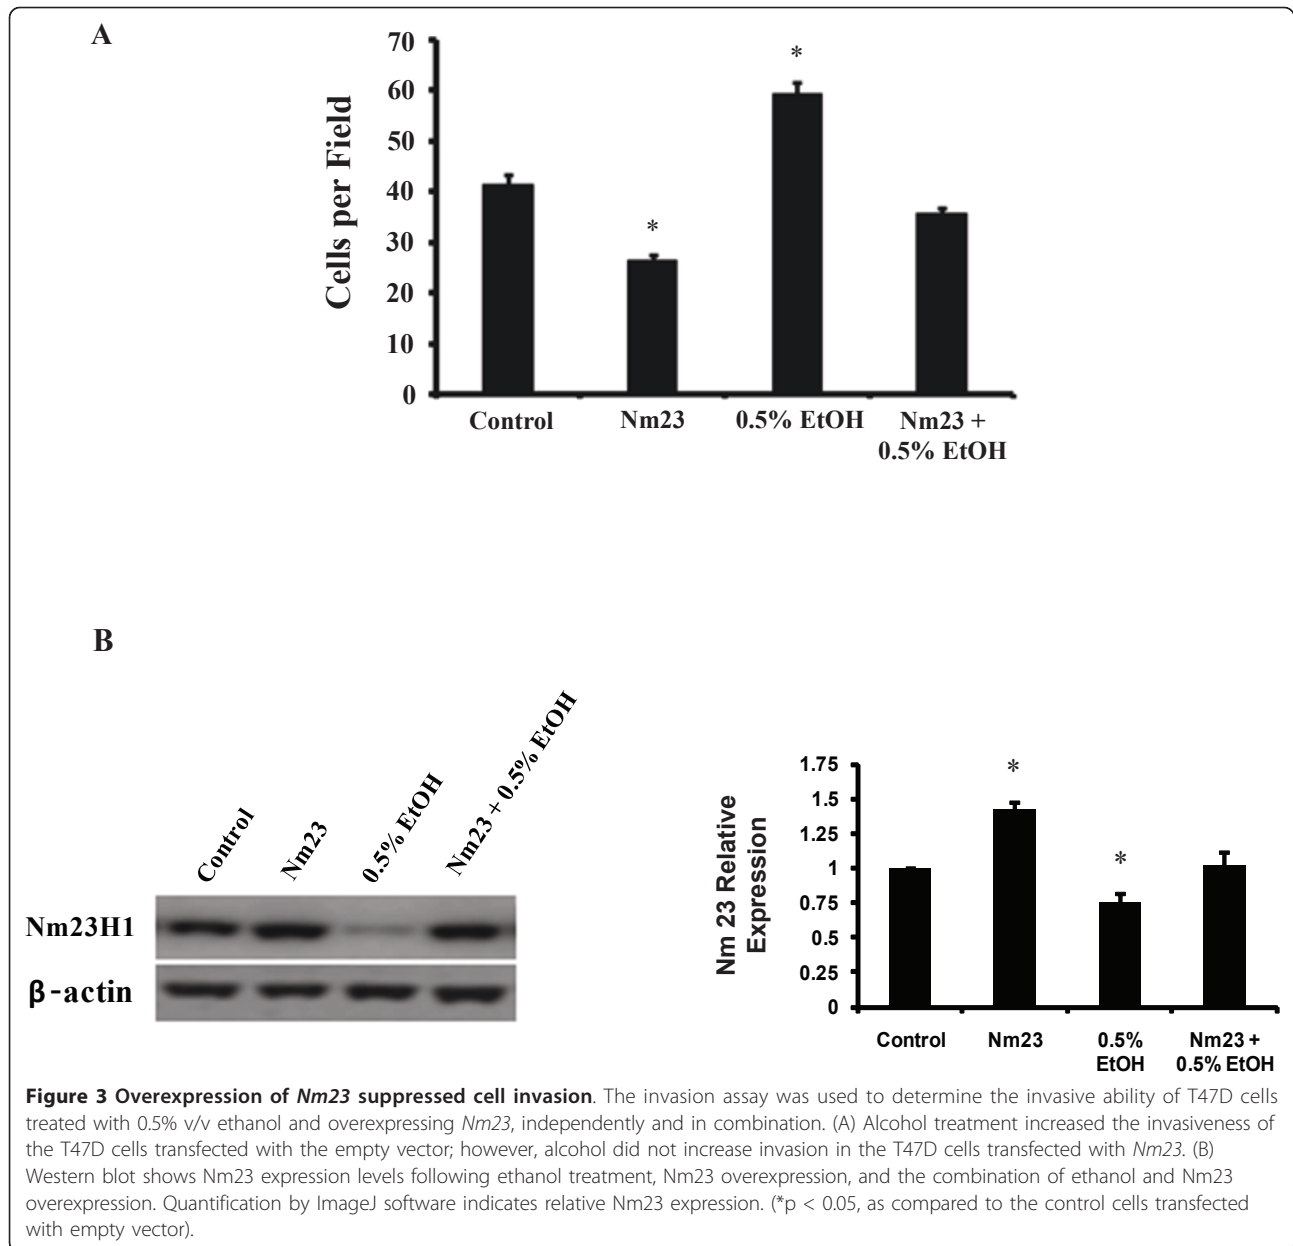 A
70
60
50
40
30
20
10
0
Cells per Field
*
*
Control
Nm23
0.5% EtOH
Nm23 +
0.5% EtOH
B
Control
Nm23
0.5% EtOH
Nm23 + 0.5% EtOH
Nm23H1
β-actin
Nm 23 Relative
Expression
1.75
1.5
1.25
1
0.75
0.5
0.25
0
*
*
Control
Nm23
0.5%
EtOH
Nm23 +
0.5% EtOH
Figure 3 Overexpression of Nm23 suppressed cell invasion. The invasion assay was used to determine the invasive ability of T47D cells
treated with 0.5% v/v ethanol and overexpressing Nm23, independently and in combination. (A) Alcohol treatment increased the invasiveness of
the T47D cells transfected with the empty vector; however, alcohol did not increase invasion in the T47D cells transfected with Nm23. (B)
Western blot shows Nm23 expression levels following ethanol treatment, Nm23 overexpression, and the combination of ethanol and Nm23
overexpression. Quantification by ImageJ software indicates relative Nm23 expression. (*p < 0.05, as compared to the control cells transfected
with empty vector).